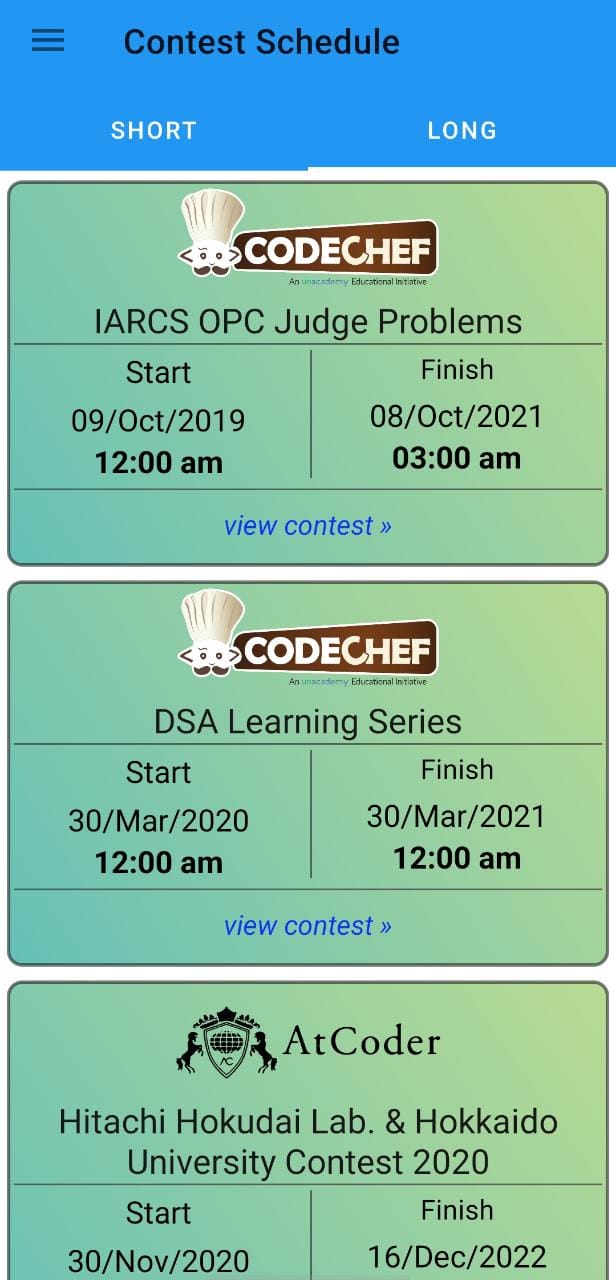 Contest Schedule
SHORT
LONG
CODECHEF
An unacademy Educational Initiative
IARCS OPC Judge Problems
Start
Finish
09/Oct/2019
08/Oct/2021
12:00 am
03:00 am
view contest »
CODECHEF
An unacademy Educational Initiative
DSA Learning Series
Start
Finish
30/Mar/2020
30/Mar/2021
12:00 am
12:00 am
view contest »
AC
AtCoder
Hitachi Hokudai Lab. & Hokkaido
University Contest 2020
Start
Finish
30/Nov/2020
16/Dec/2022